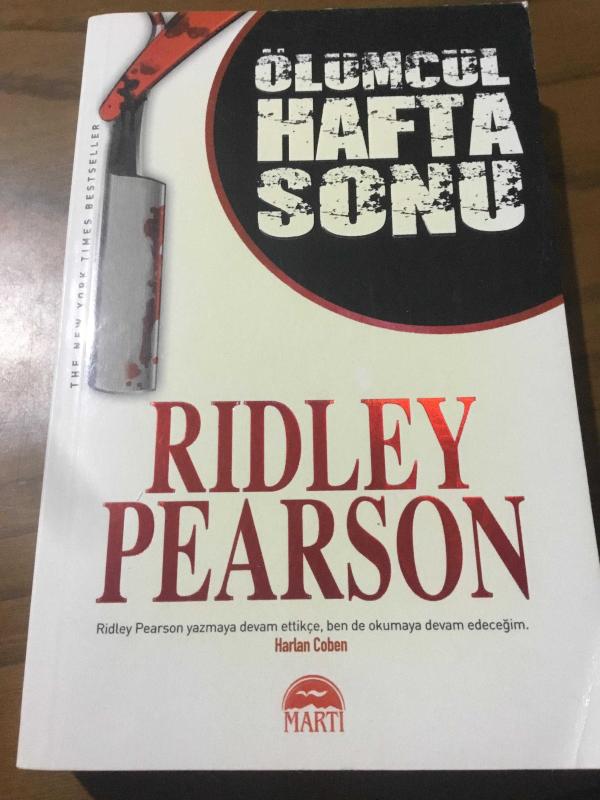 ÖLÜMCÜL
HAFTA
SONU
THE NEW YORK TIMES BESTSELLER
RIDLEY
PEARSON
Ridley Pearson yazmaya devam ettikçe, ben de okumaya devam edeceğim.
Harlan Coben
MARTI